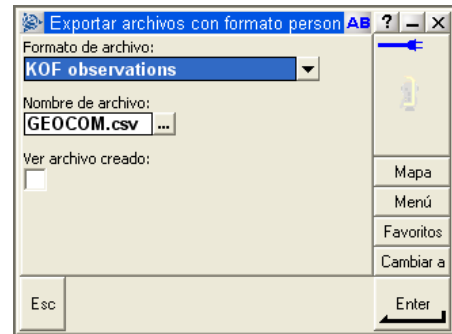 Exportar archivos con formato person AB ? – ×
Formato de archivo:
KOF observations
Nombre de archivo:
GEOCOM.csv ...
Ver archivo creado:
Mapa
Menú
Favoritos
Cambiar a
Esc
Enter